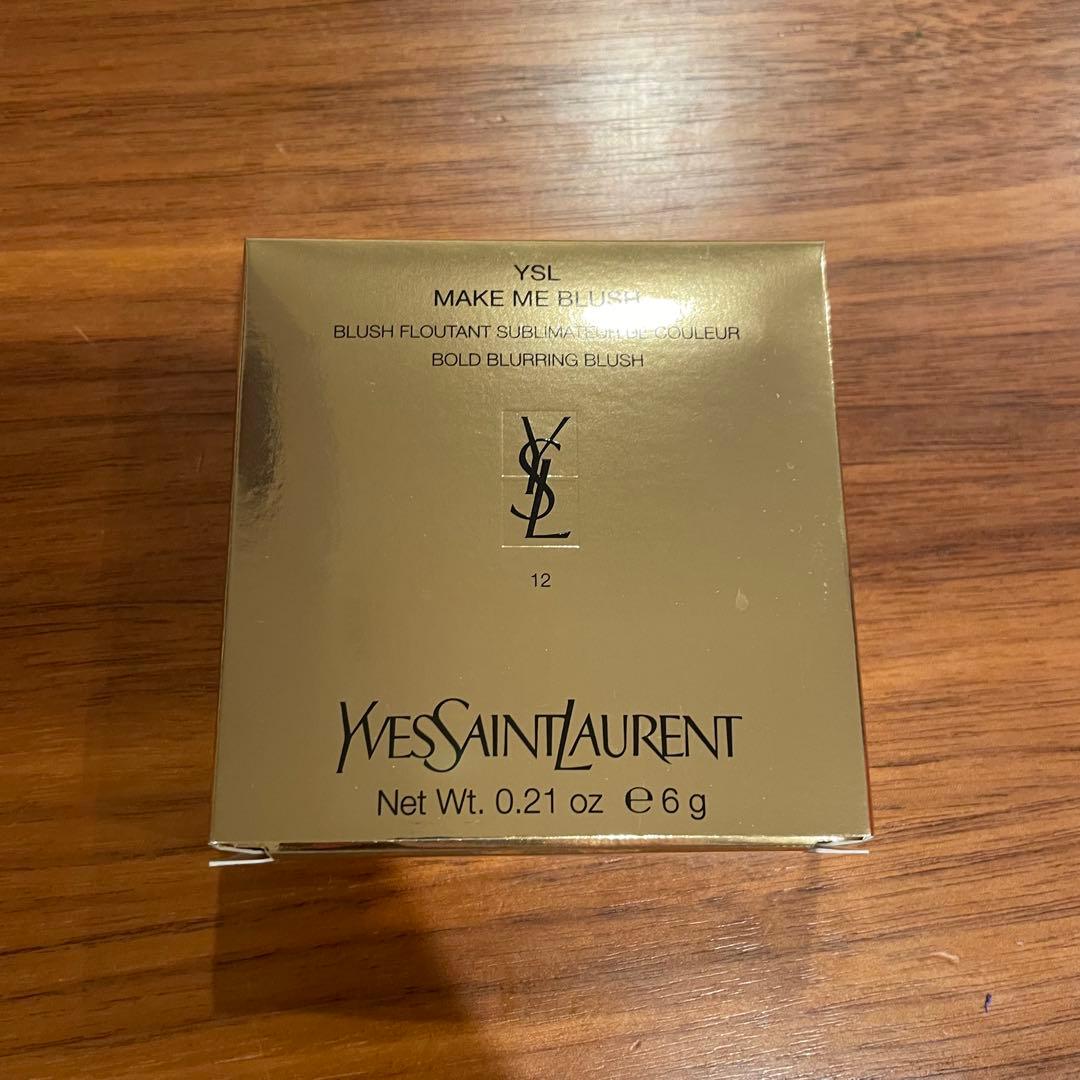 YSL
MAKE ME BLUSH
BLUSH FLOUTANT SUBLIMATEUR DE COULEUR
BOLD BLURRING BLUSH
YSL
12
YVESSAINTLAURENT
Net Wt. 0.21 oz ℮ 6 g